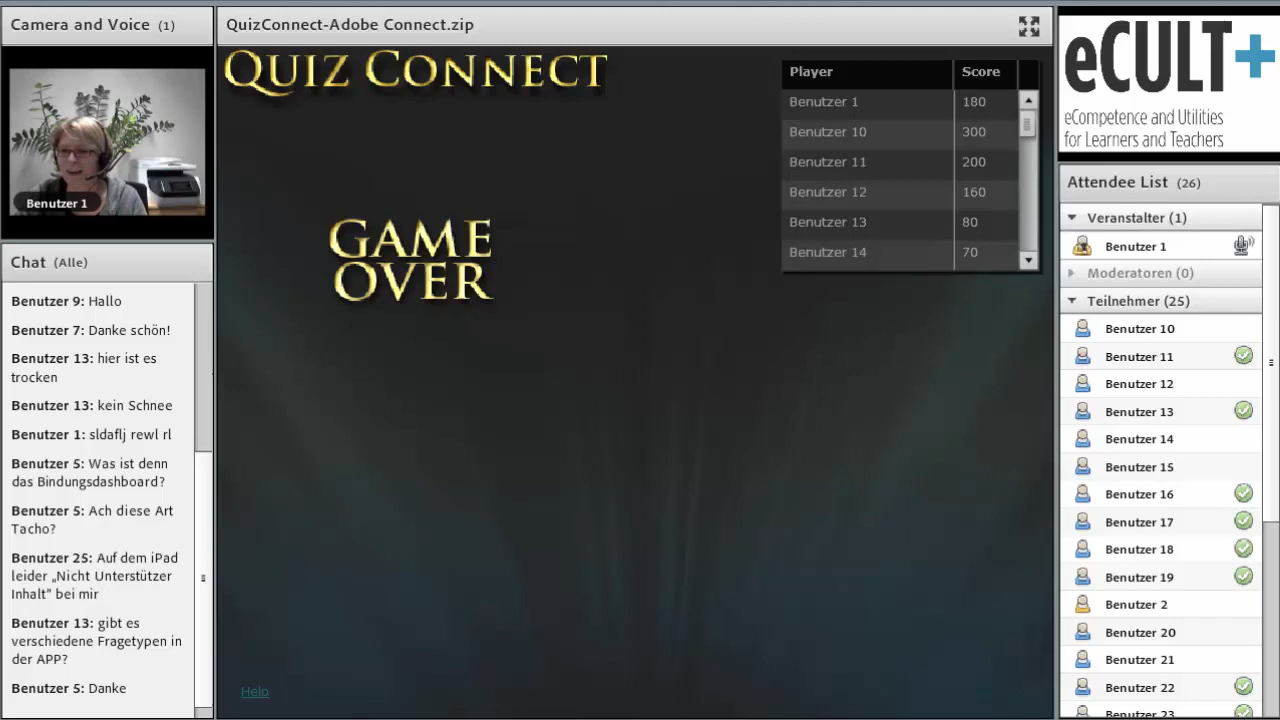 Camera and Voice (1)
Benutzer 1
Chat (Alle)
Benutzer 9: Hallo
Benutzer 7: Danke schön!
Benutzer 13: hier ist es
trocken
Benutzer 13: kein Schnee
Benutzer 1: sldaflj rewl rl
Benutzer 5: Was ist denn
das Bindungsdashboard?
Benutzer 5: Ach diese Art
Tacho?
Benutzer 25: Auf dem iPad
leider „Nicht Unterstützer
Inhalt" bei mir
Benutzer 13: gibt es
verschiedene Fragetypen in
der APP?
Benutzer 5: Danke
QuizConnect-Adobe Connect.zip
QUIZ CONNECT
GAME
OVER
Player Score
Benutzer 1 180
Benutzer 10 300
Benutzer 11 200
Benutzer 12 160
Benutzer 13 80
Benutzer 14 70
Help
eCULT+
eCompetence and Utilities
for Learners and Teachers
Attendee List (26)
Veranstalter (1)
Benutzer 1
Moderatoren (0)
Teilnehmer (25)
Benutzer 10
Benutzer 11
Benutzer 12
Benutzer 13
Benutzer 14
Benutzer 15
Benutzer 16
Benutzer 17
Benutzer 18
Benutzer 19
Benutzer 2
Benutzer 20
Benutzer 21
Benutzer 22
Benutzer 23